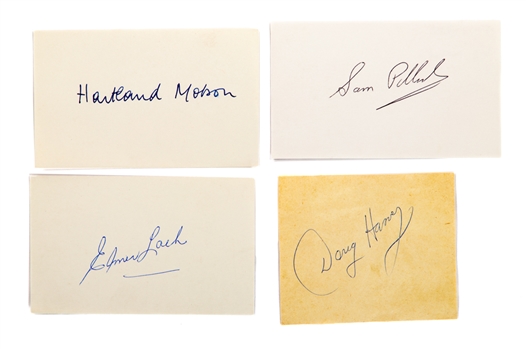 Hartland Molson
Sam Pollock
Elmer Lach
Doug Harvey